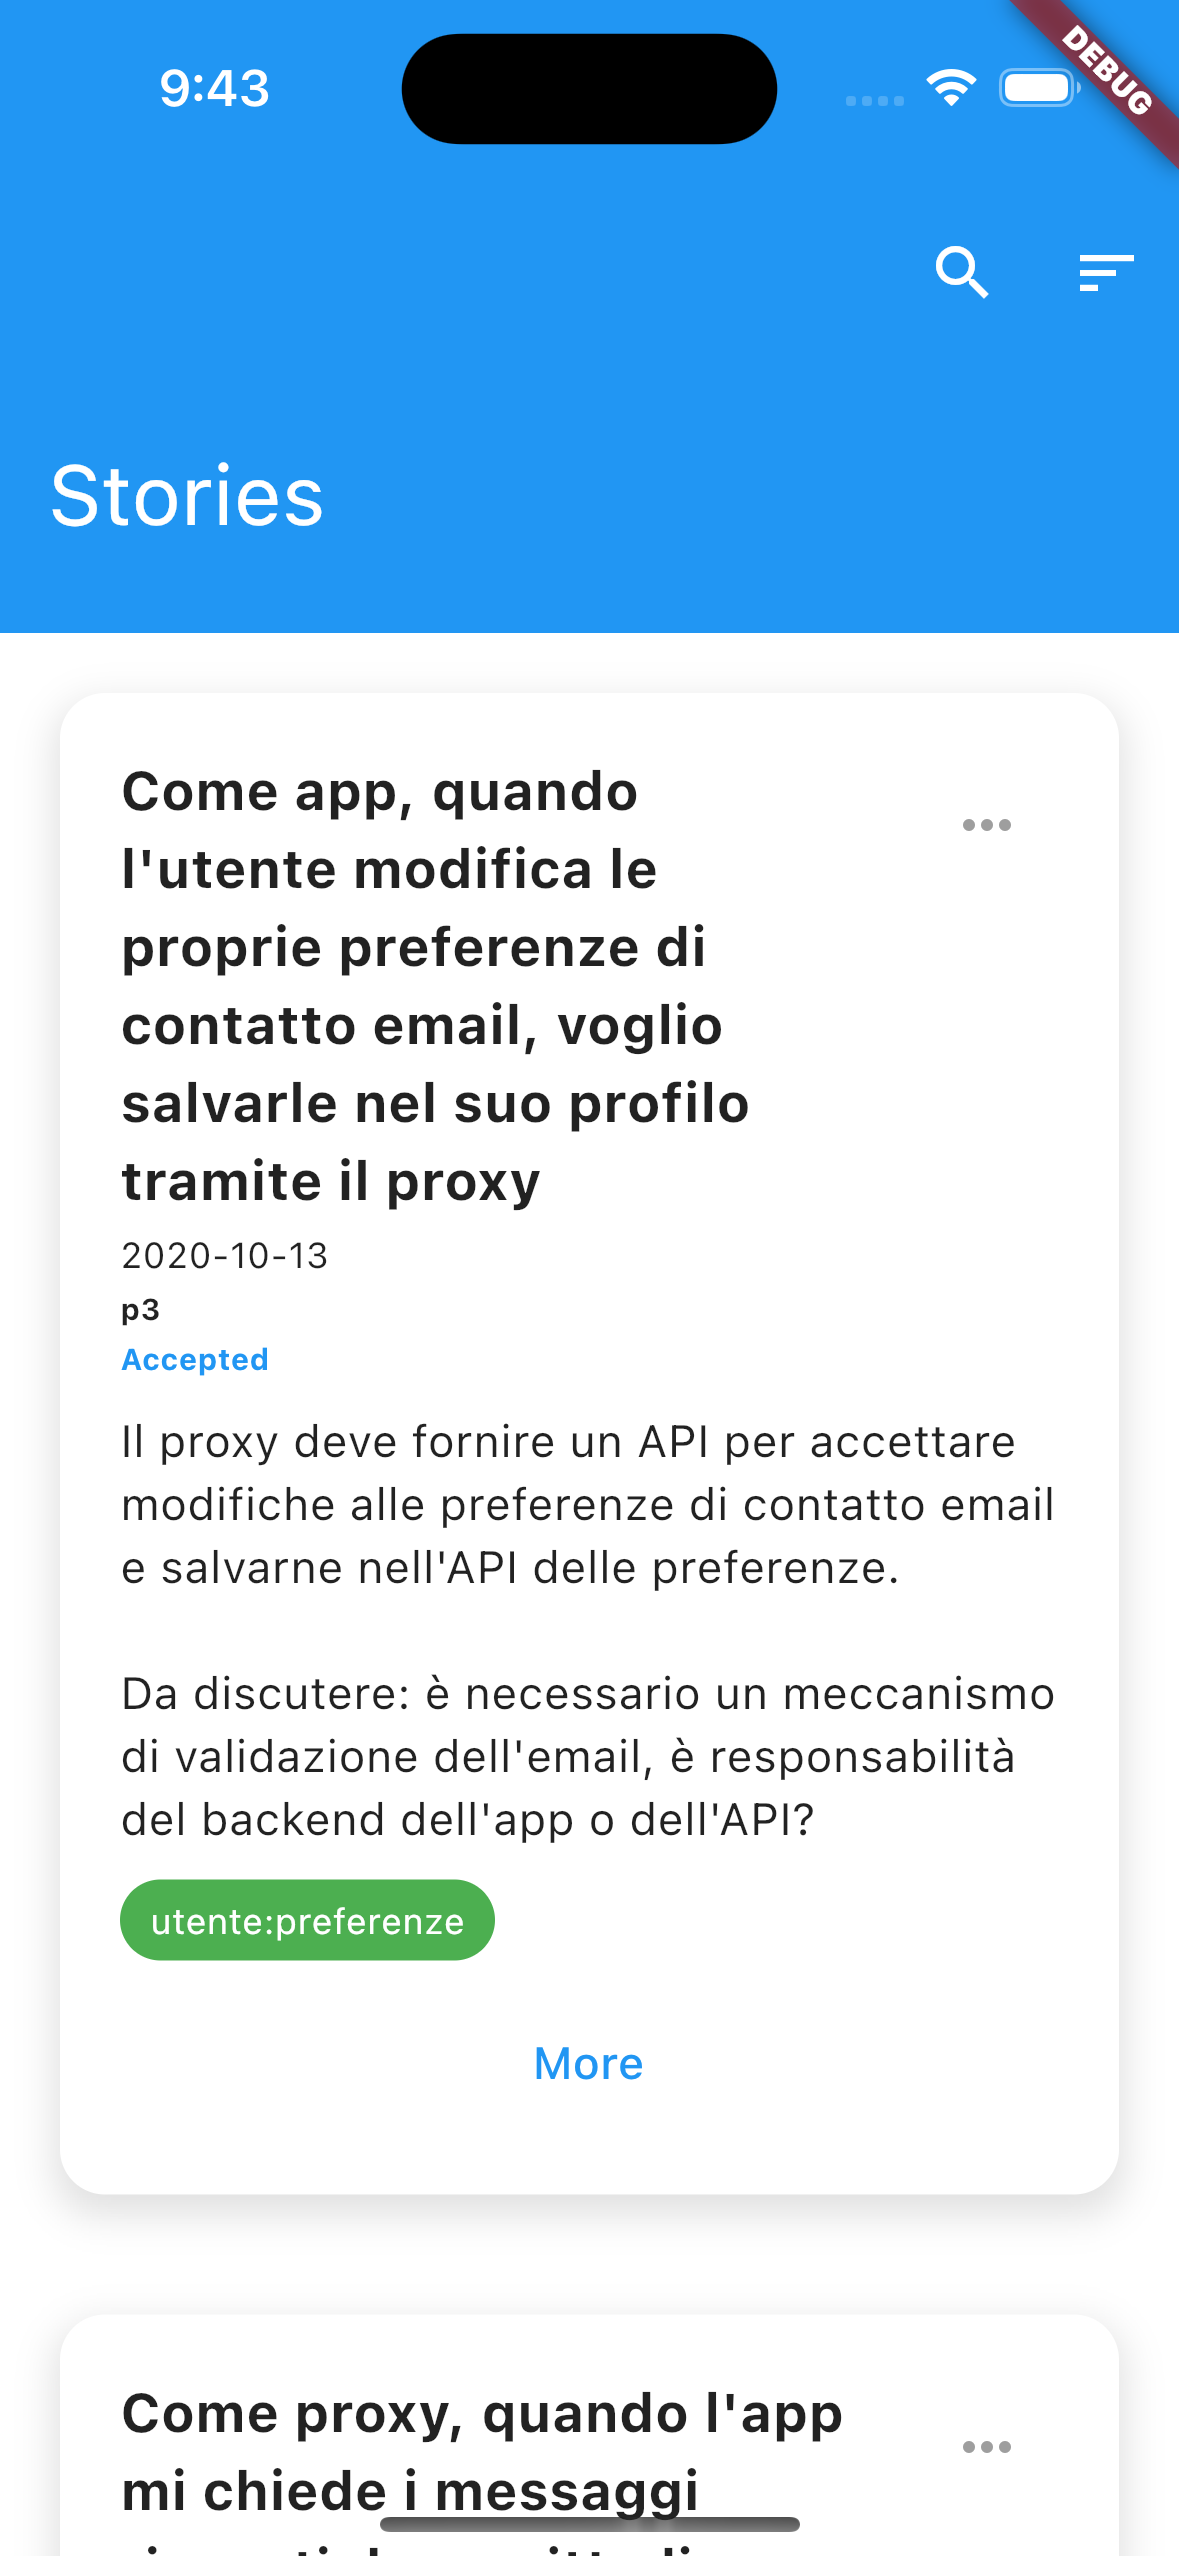 9:43
DEBUG
Stories
Come app, quando
l'utente modifica le
proprie preferenze di
contatto email, voglio
salvarle nel suo profilo
tramite il proxy
2020-10-13
p3
Accepted
Il proxy deve fornire un API per accettare
modifiche alle preferenze di contatto email
e salvarne nell'API delle preferenze.
Da discutere: è necessario un meccanismo
di validazione dell'email, è responsabilità
del backend dell'app o dell'API?
utente:preferenze
More
Come proxy, quando l'app
mi chiede i messaggi